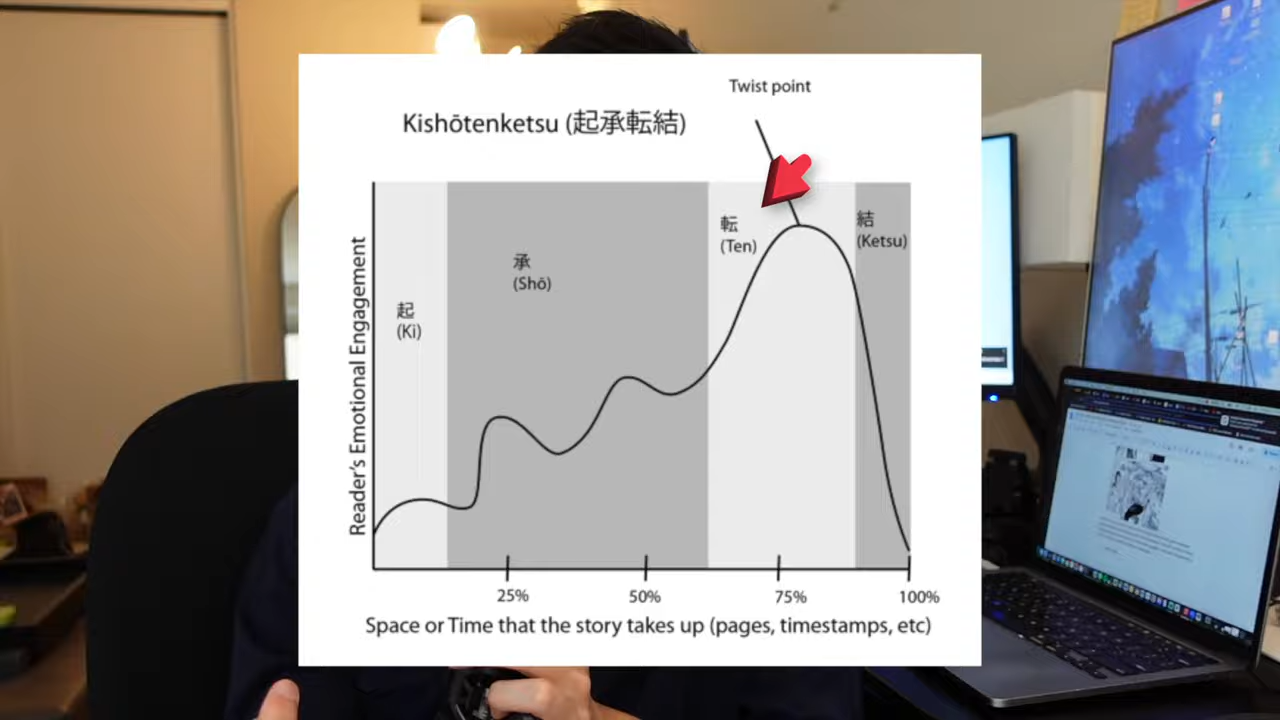 Twist point
Kishōtenketsu (起承転結)
転
(Ten)
結
(Ketsu)
承
(Shō)
起
(Ki)
Reader's Emotional Engagement
25%
50%
75%
100%
Space or Time that the story takes up (pages, timestamps, etc)